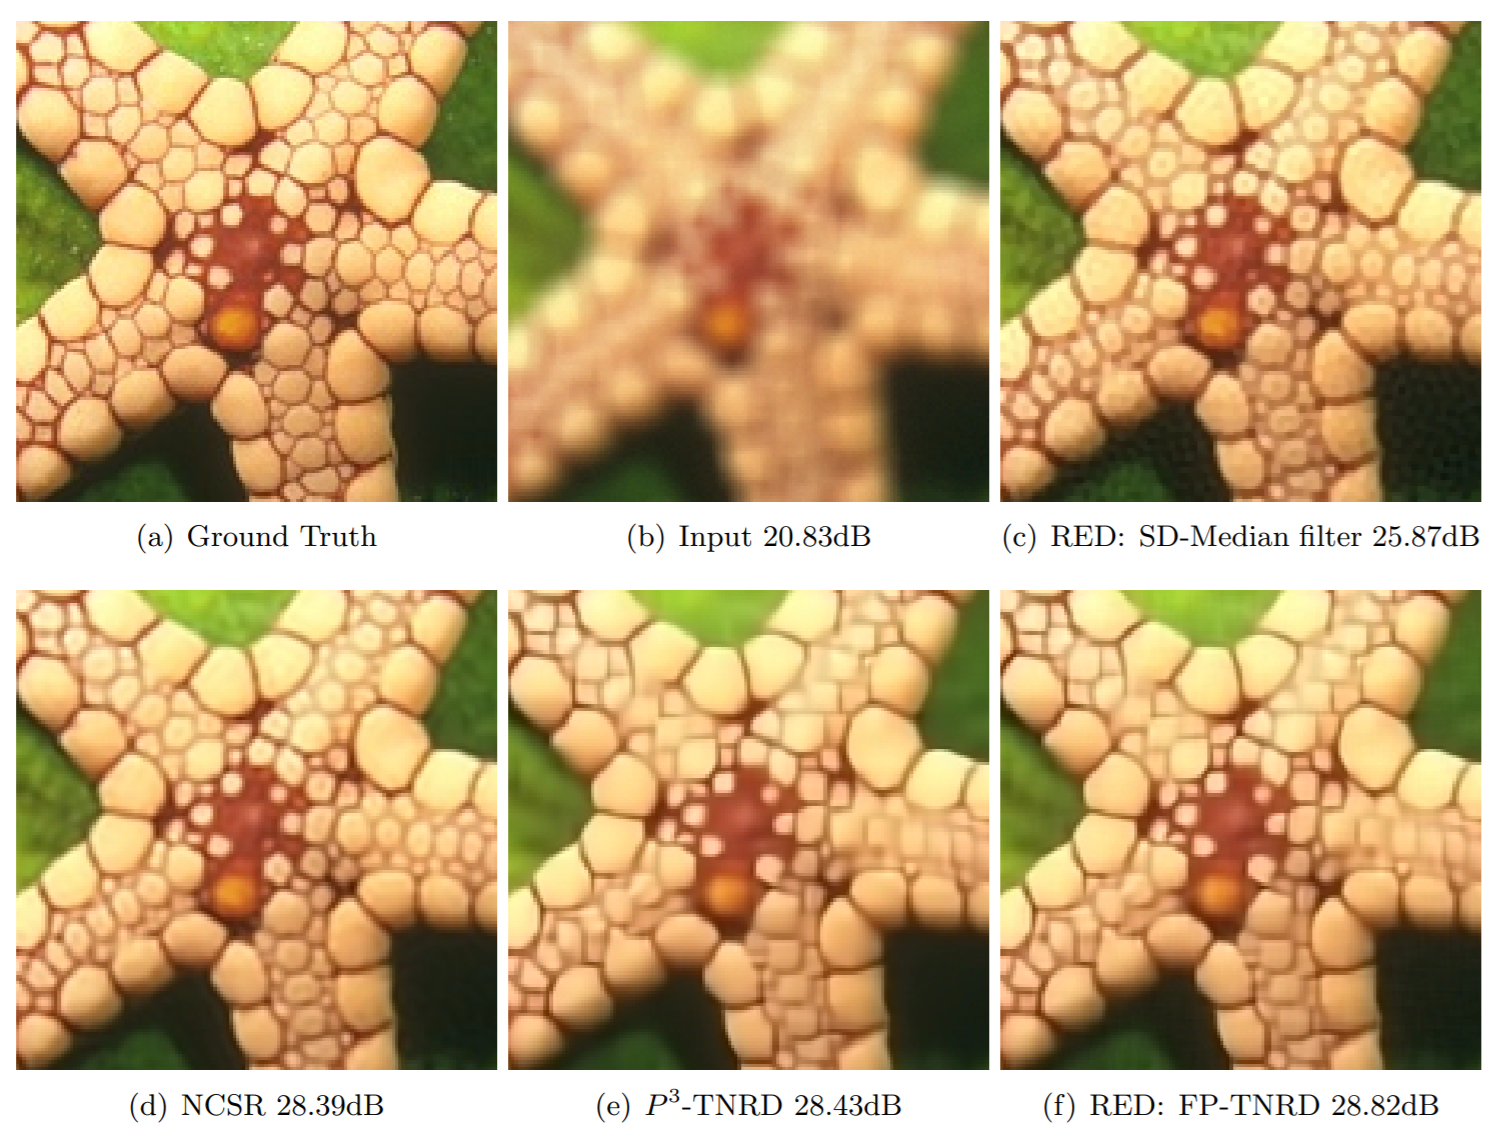 (a) Ground Truth
(b) Input 20.83dB
(c) RED: SD-Median filter 25.87dB
(d) NCSR 28.39dB
(e) P³-TNRD 28.43dB
(f) RED: FP-TNRD 28.82dB